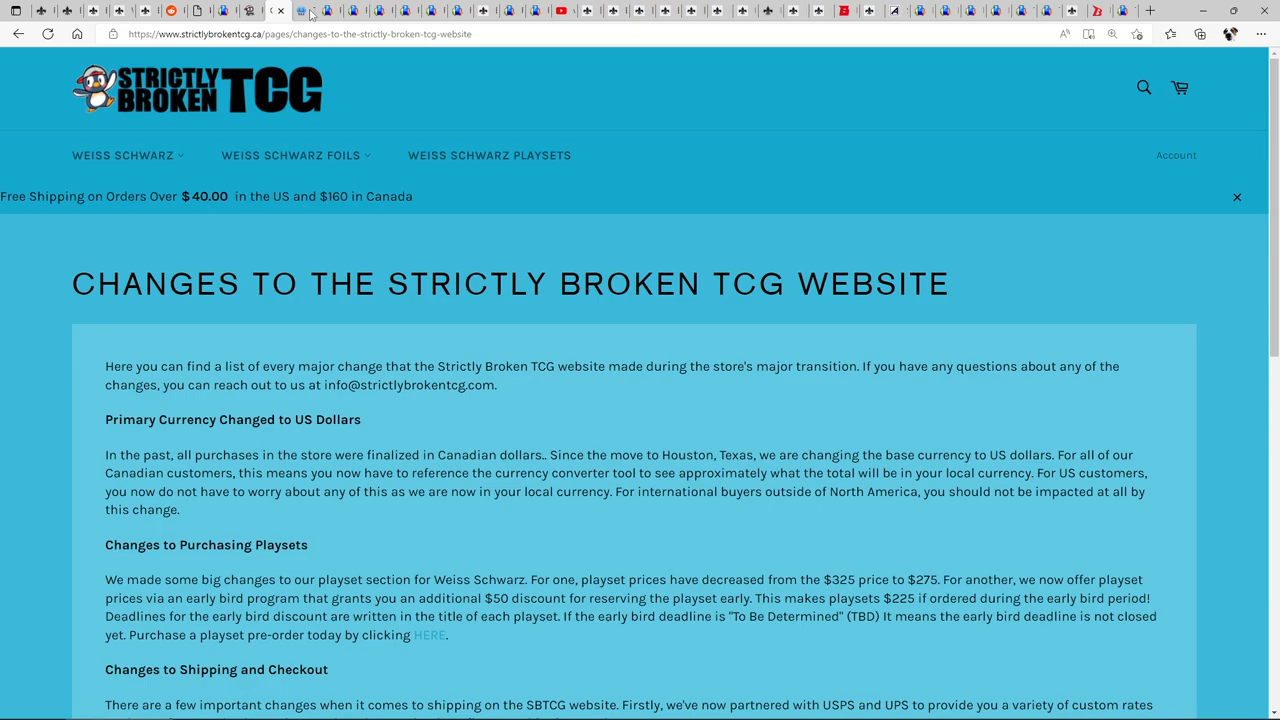 https://www.strictlybrokentcg.ca/pages/changes-to-the-strictly-broken-tcg-website
STRICTLY
BROKEN TCG
WEISS SCHWARZ WEISS SCHWARZ FOILS WEISS SCHWARZ PLAYSETS Account
Free Shipping on Orders Over $ 40.00 in the US and $160 in Canada
CHANGES TO THE STRICTLY BROKEN TCG WEBSITE
Here you can find a list of every major change that the Strictly Broken TCG website made during the store's major transition. If you have any questions about any of the
changes, you can reach out to us at info@strictlybrokentcg.com.
Primary Currency Changed to US Dollars
In the past, all purchases in the store were finalized in Canadian dollars.. Since the move to Houston, Texas, we are changing the base currency to US dollars. For all of our
Canadian customers, this means you now have to reference the currency converter tool to see approximately what the total will be in your local currency. For US customers,
you now do not have to worry about any of this as we are now in your local currency. For international buyers outside of North America, you should not be impacted at all by
this change.
Changes to Purchasing Playsets
We made some big changes to our playset section for Weiss Schwarz. For one, playset prices have decreased from the $325 price to $275. For another, we now offer playset
prices via an early bird program that grants you an additional $50 discount for reserving the playset early. This makes playsets $225 if ordered during the early bird period!
Deadlines for the early bird discount are written in the title of each playset. If the early bird deadline is "To Be Determined" (TBD) It means the early bird deadline is not closed
yet. Purchase a playset pre-order today by clicking HERE.
Changes to Shipping and Checkout
There are a few important changes when it comes to shipping on the SBTCG website. Firstly, we've now partnered with USPS and UPS to provide you a variety of custom rates